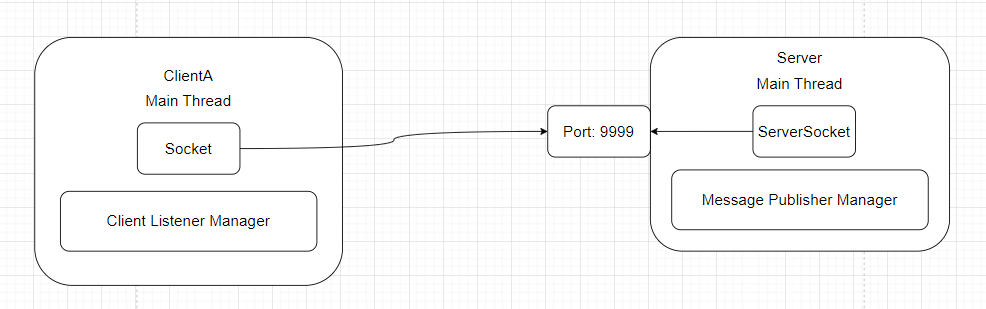 ClientA
Main Thread
Socket
Client Listener Manager
Port: 9999
Server
Main Thread
ServerSocket
Message Publisher Manager